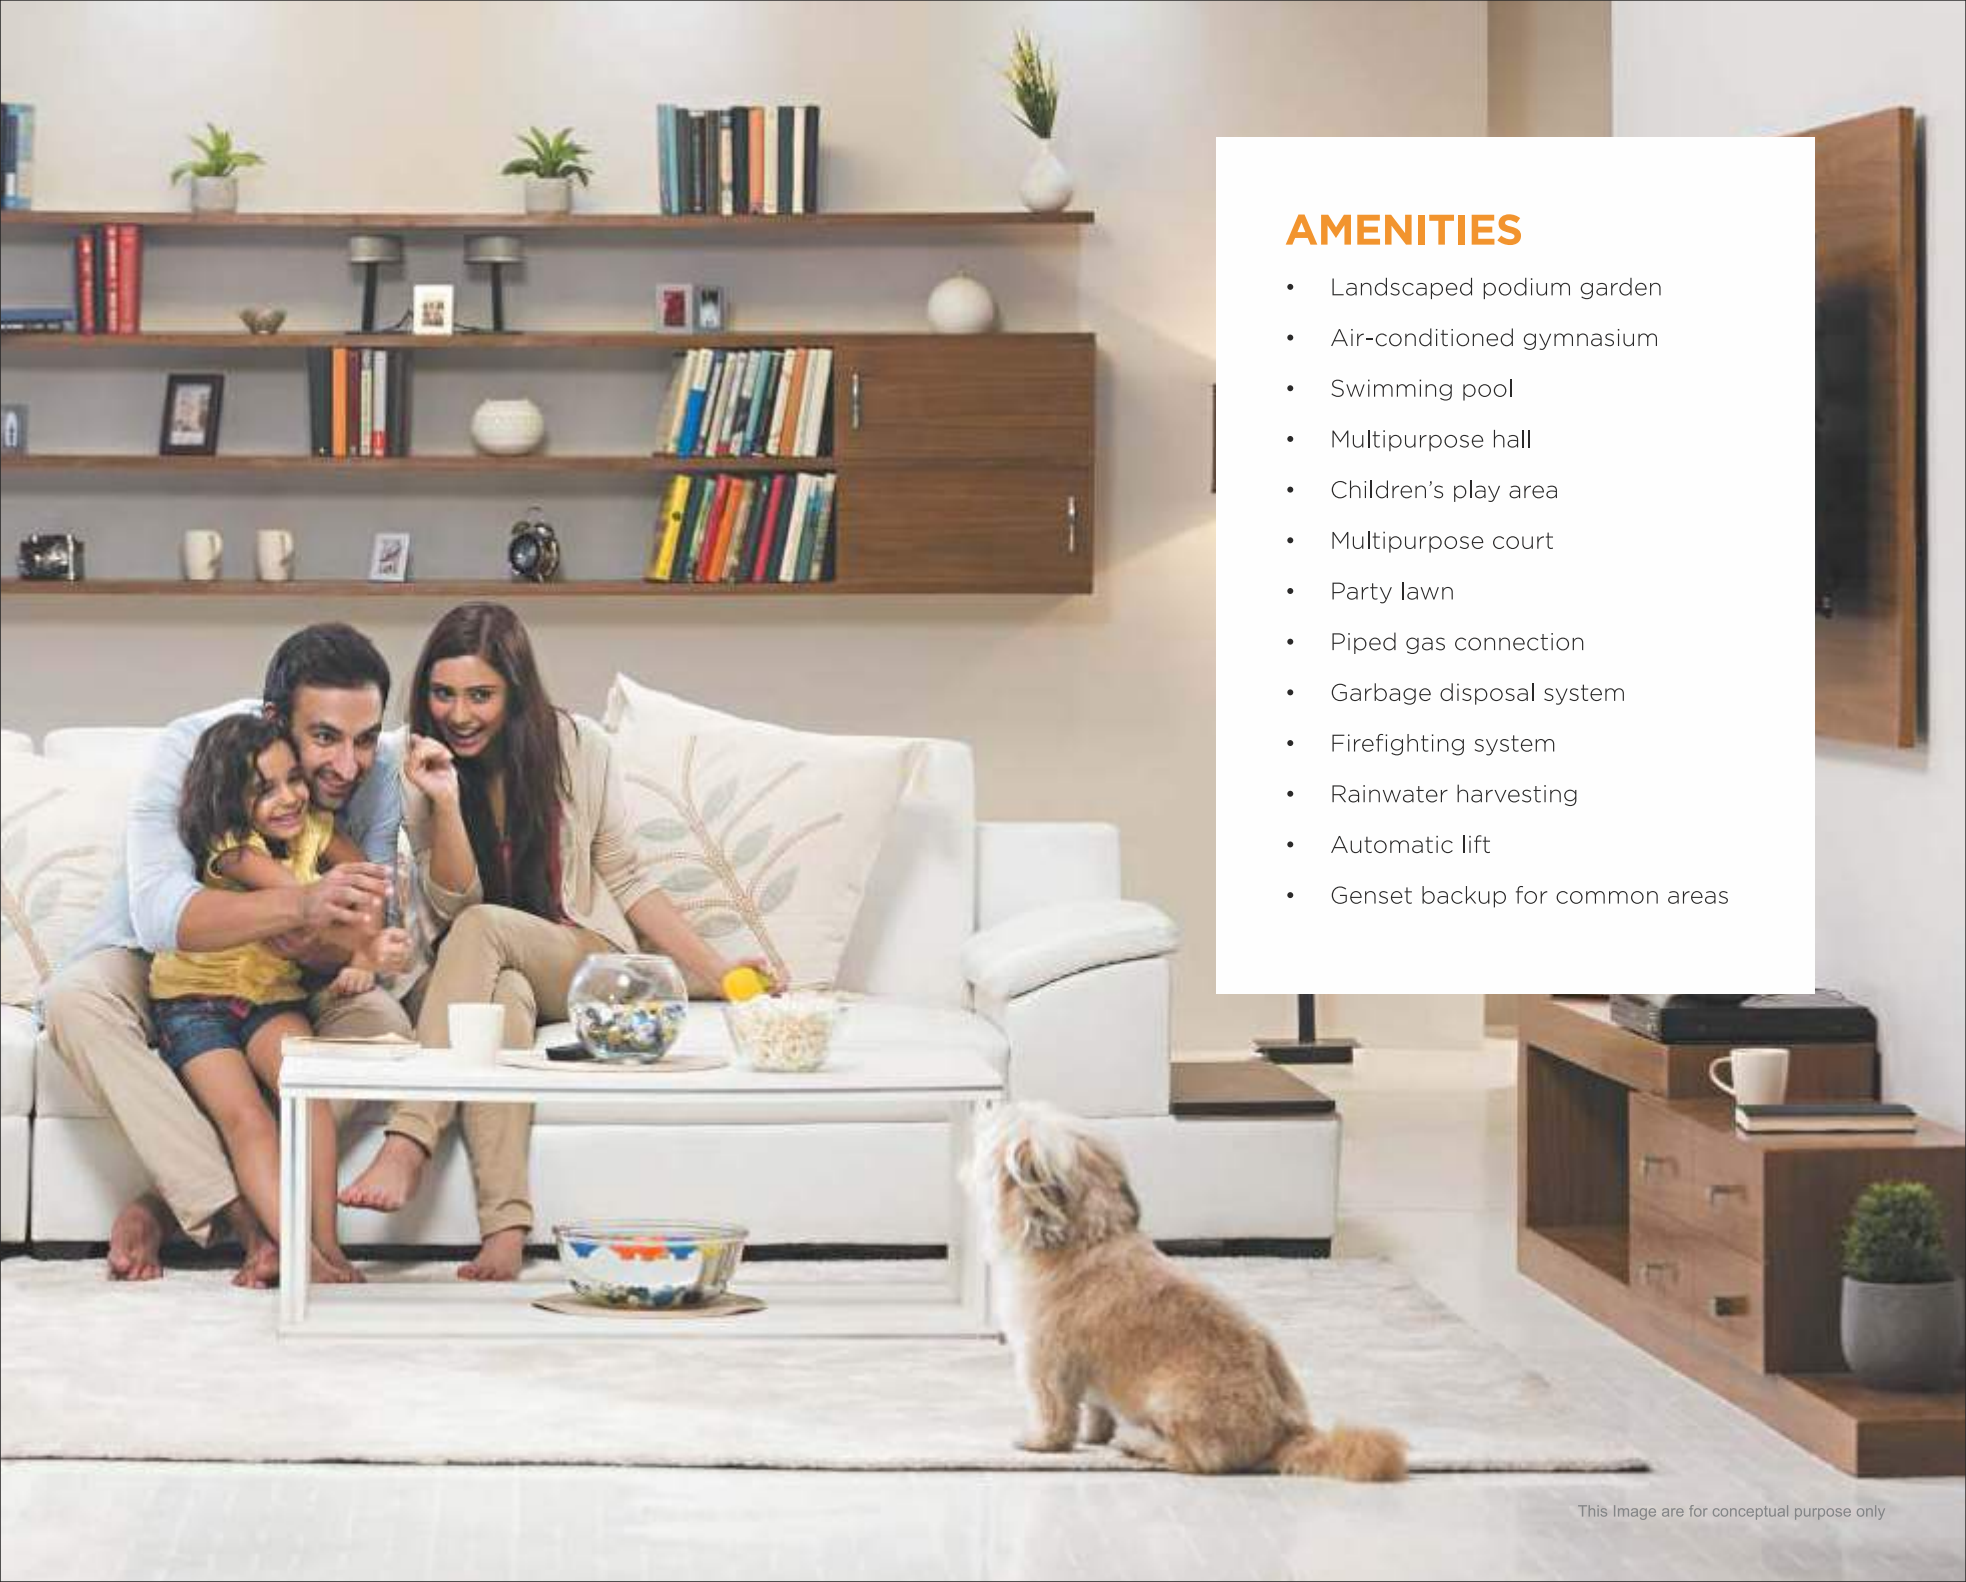 AMENITIES
• Landscaped podium garden
• Air-conditioned gymnasium
• Swimming pool
• Multipurpose hall
• Children’s play area
• Multipurpose court
• Party lawn
• Piped gas connection
• Garbage disposal system
• Firefighting system
• Rainwater harvesting
• Automatic lift
• Genset backup for common areas
This Image are for conceptual purpose only